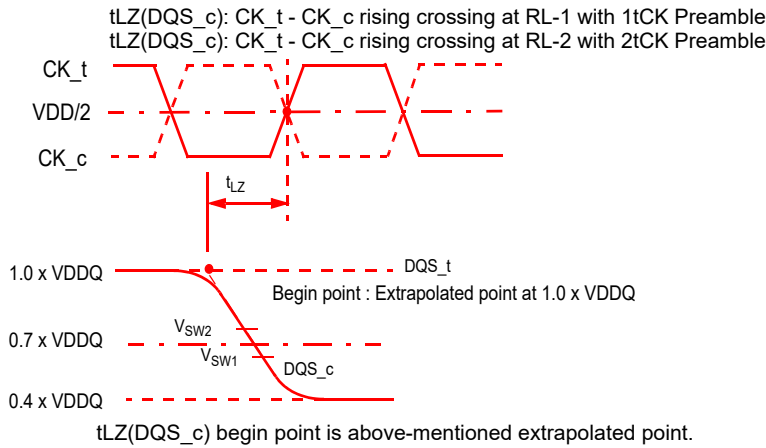 tLZ(DQS_c): CK_t - CK_c rising crossing at RL-1 with 1tCK Preamble
tLZ(DQS_c): CK_t - CK_c rising crossing at RL-2 with 2tCK Preamble
CK_t
VDD/2
CK_c
tLZ
1.0 x VDDQ
DQS_t
Begin point : Extrapolated point at 1.0 x VDDQ
VSW2
0.7 x VDDQ
VSW1
DQS_c
0.4 x VDDQ
tLZ(DQS_c) begin point is above-mentioned extrapolated point.